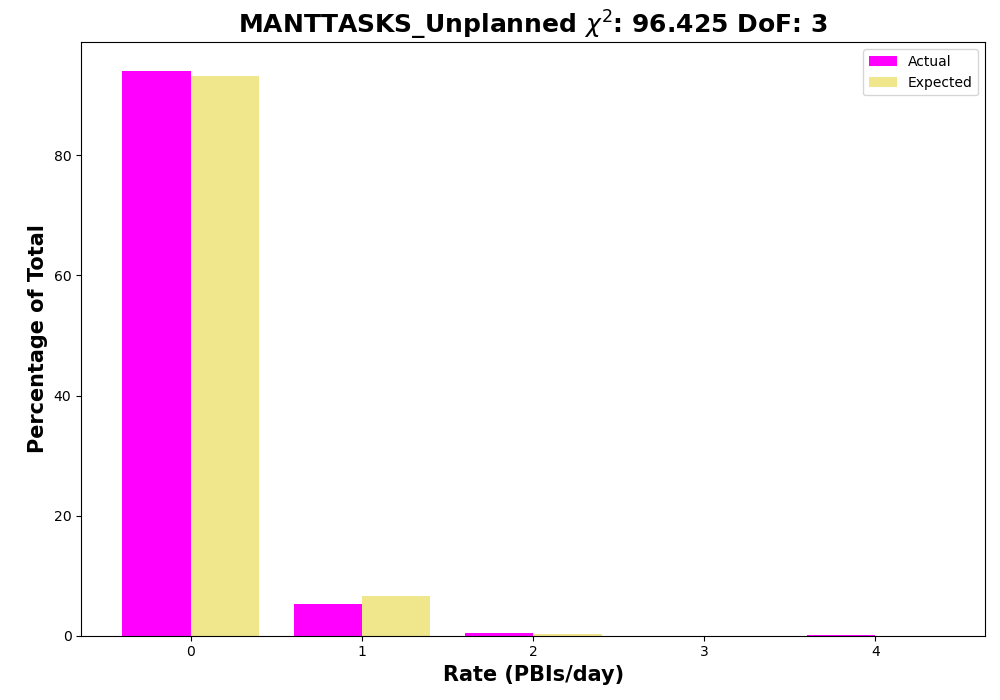 MANTTASKS_Unplanned χ²: 96.425 DoF: 3
Actual
Expected
Percentage of Total
80
60
40
20
0
0 1 2 3 4
Rate (PBIs/day)